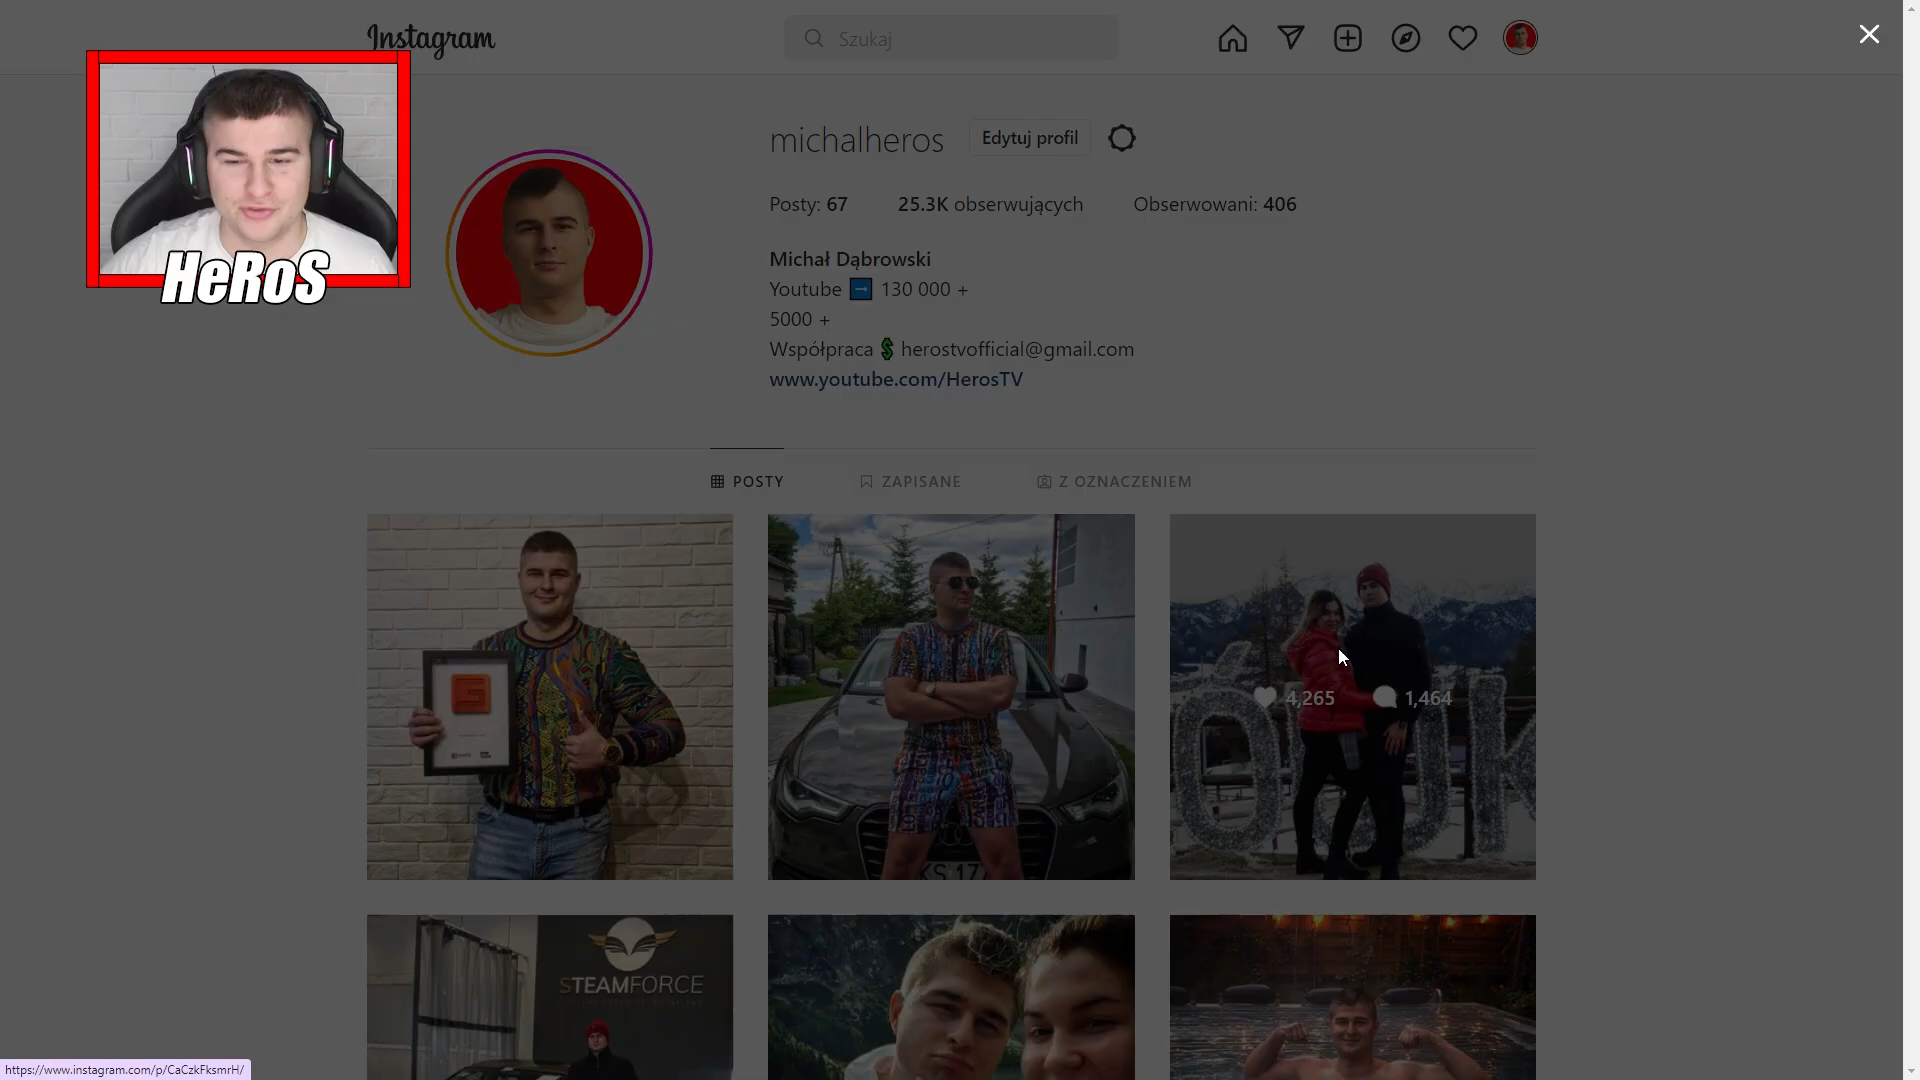 Instagram
Szukaj
HeRoS
michalheros
Edytuj profil
Posty: 67
25.3K obserwujących
Obserwowani: 406
Michał Dąbrowski
Youtube ➡ 130 000 +
5000 +
Współpraca 💲 herostvofficial@gmail.com
www.youtube.com/HerosTV
POSTY
ZAPISANE
Z OZNACZENIEM
4,265
1,464
KS 177
STEAMFORCE
https://www.instagram.com/p/CaCzkFksmrH/